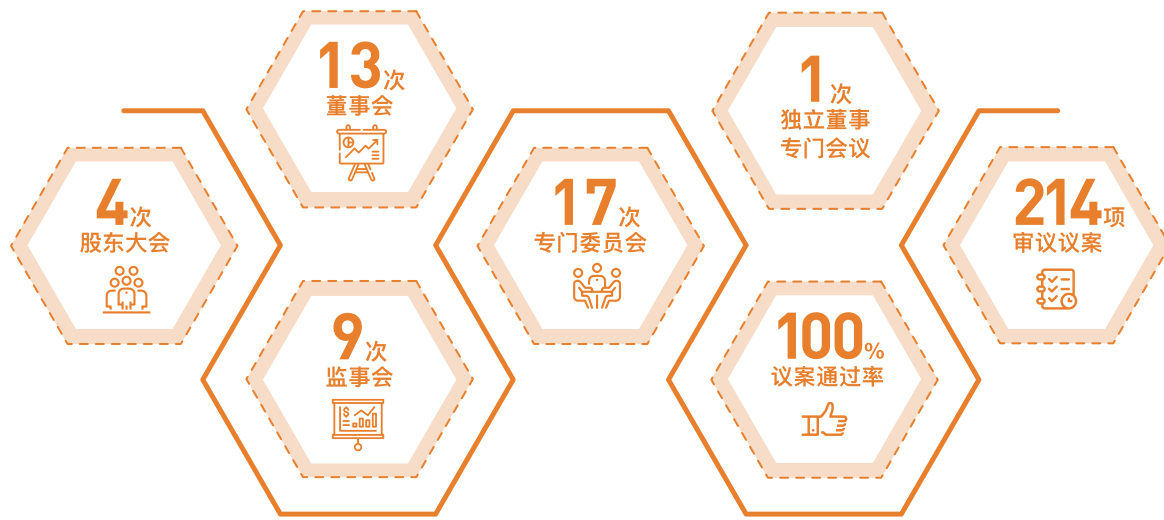 4次
股东大会
13次
董事会
9次
监事会
17次
专门委员会
1次
独立董事
专门会议
100%
议案通过率
214项
审议议案